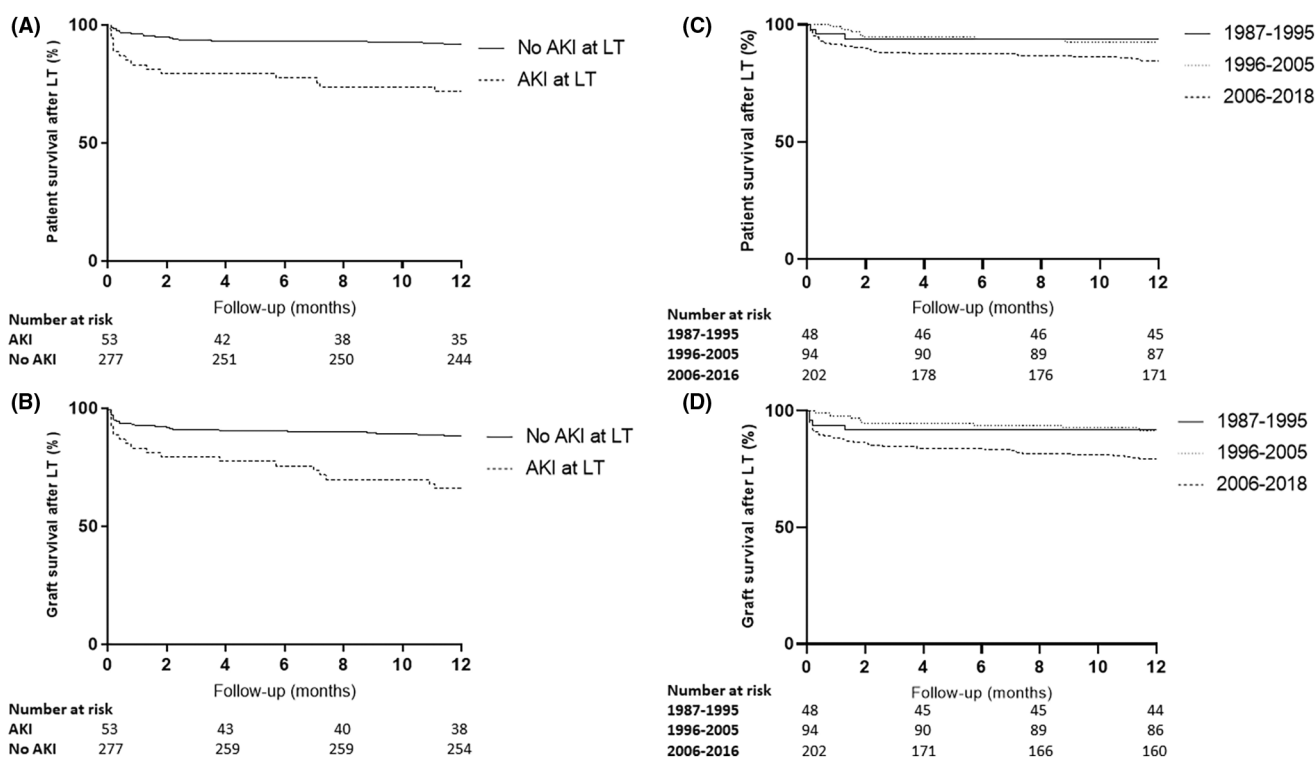 (A)
100
50
0
Patient survival after LT (%)
No AKI at LT
AKI at LT
0 2 4 6 8 10 12
Follow-up (months)
Number at risk
AKI 53 42 38 35
No AKI 277 251 250 244
(B)
100
50
0
Graft survival after LT (%)
No AKI at LT
AKI at LT
0 2 4 6 8 10 12
Follow-up (months)
Number at risk
AKI 53 43 40 38
No AKI 277 259 259 254
(C)
100
50
0
Patient survival after LT (%)
1987-1995
1996-2005
2006-2018
0 2 4 6 8 10 12
Follow-up (months)
Number at risk
1987-1995 48 46 46 45
1996-2005 94 90 89 87
2006-2016 202 178 176 171
(D)
100
50
0
Graft survival after LT (%)
1987-1995
1996-2005
2006-2018
0 2 4 6 8 10 12
Follow-up (months)
Number at risk
1987-1995 48 45 45 44
1996-2005 94 90 89 86
2006-2016 202 171 166 160